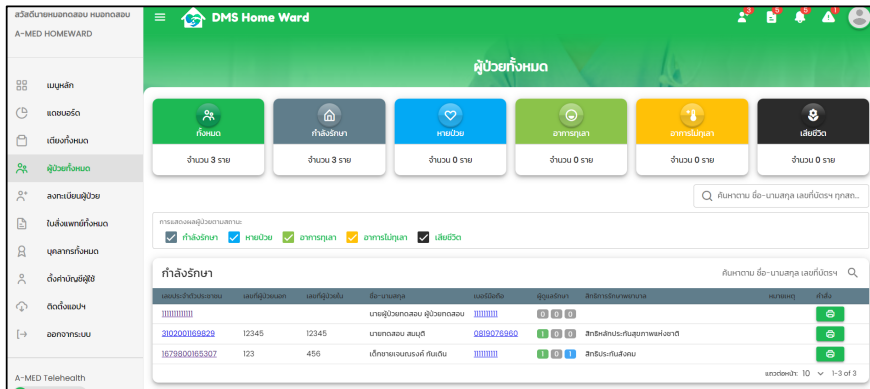 สวัสดีนายหมอทดสอบ หมอทดสอบ
A-MED HOMEWARD
DMS Home Ward
3 5 5 1
ผู้ป่วยทั้งหมด
เมนูหลัก
แดชบอร์ด
เตียงทั้งหมด
ผู้ป่วยทั้งหมด
ลงทะเบียนผู้ป่วย
ใบสั่งแพทย์ทั้งหมด
บุคลากรทั้งหมด
ตั้งค่าบัญชีผู้ใช้
ติดตั้งแอปฯ
ออกจากระบบ
A-MED Telehealth
ทั้งหมด กำลังรักษา หายป่วย อาการทุเลา อาการไม่ทุเลา เสียชีวิต
จำนวน 3 ราย จำนวน 3 ราย จำนวน 0 ราย จำนวน 0 ราย จำนวน 0 ราย จำนวน 0 ราย
ค้นหาตาม ชื่อ-นามสกุล เลขที่บัตรฯ ทุกสถ...
การแสดงผลผู้ป่วยตามสถานะ
กำลังรักษา หายป่วย อาการทุเลา อาการไม่ทุเลา เสียชีวิต
กำลังรักษา ค้นหาตาม ชื่อ-นามสกุล เลขที่บัตรฯ
เลขประจำตัวประชาชน เลขที่ผู้ป่วยนอก เลขที่ผู้ป่วยใน ชื่อ-นามสกุล เบอร์มือถือ ผู้ดูแลรักษา สิทธิการรักษาพยาบาล หมายเหตุ คำสั่ง
1111111111111 นายผู้ป่วยทดสอบ ผู้ป่วยทดสอบ 1111111111 0 0 0
3102001169829 12345 12345 นายทดสอบ สมมุติ 0819076960 1 0 0 สิทธิหลักประกันสุขภาพแห่งชาติ
1679800165307 123 456 เด็กชายเจนณรงค์ ทันเดิน 1111111111 1 0 1 สิทธิประกันสังคม
แถวต่อหน้า: 10 1-3 of 3